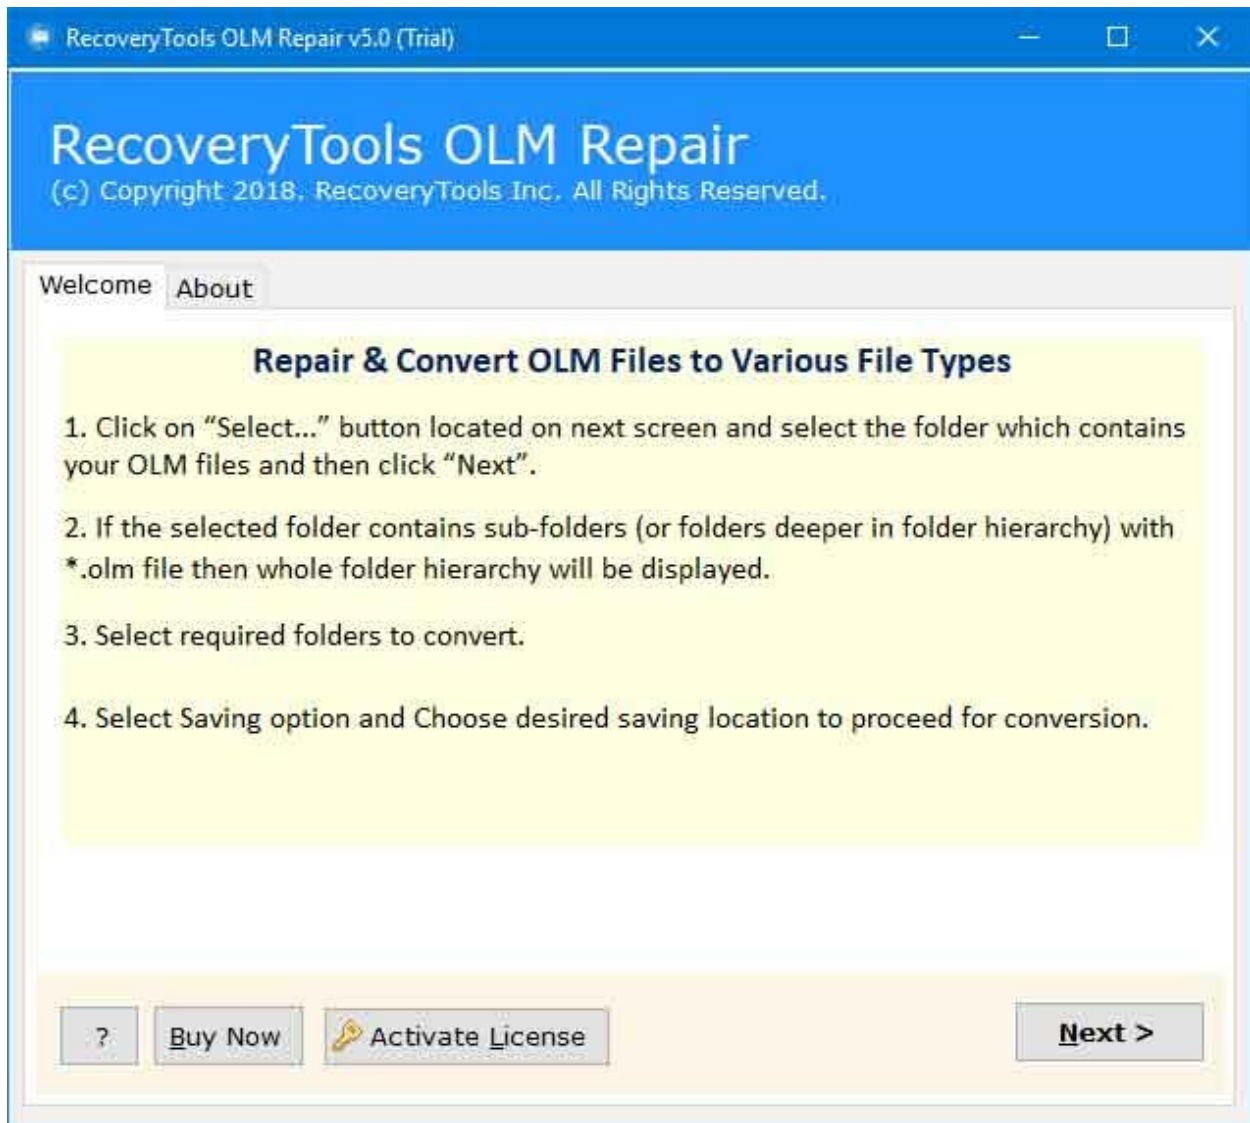 RecoveryTools OLM Repair v5.0 (Trial)
RecoveryTools OLM Repair
(c) Copyright 2018. RecoveryTools Inc. All Rights Reserved.
Welcome About
Repair & Convert OLM Files to Various File Types
1. Click on “Select...” button located on next screen and select the folder which contains
your OLM files and then click “Next”.
2. If the selected folder contains sub-folders (or folders deeper in folder hierarchy) with
*.olm file then whole folder hierarchy will be displayed.
3. Select required folders to convert.
4. Select Saving option and Choose desired saving location to proceed for conversion.
? Buy Now Activate License Next >